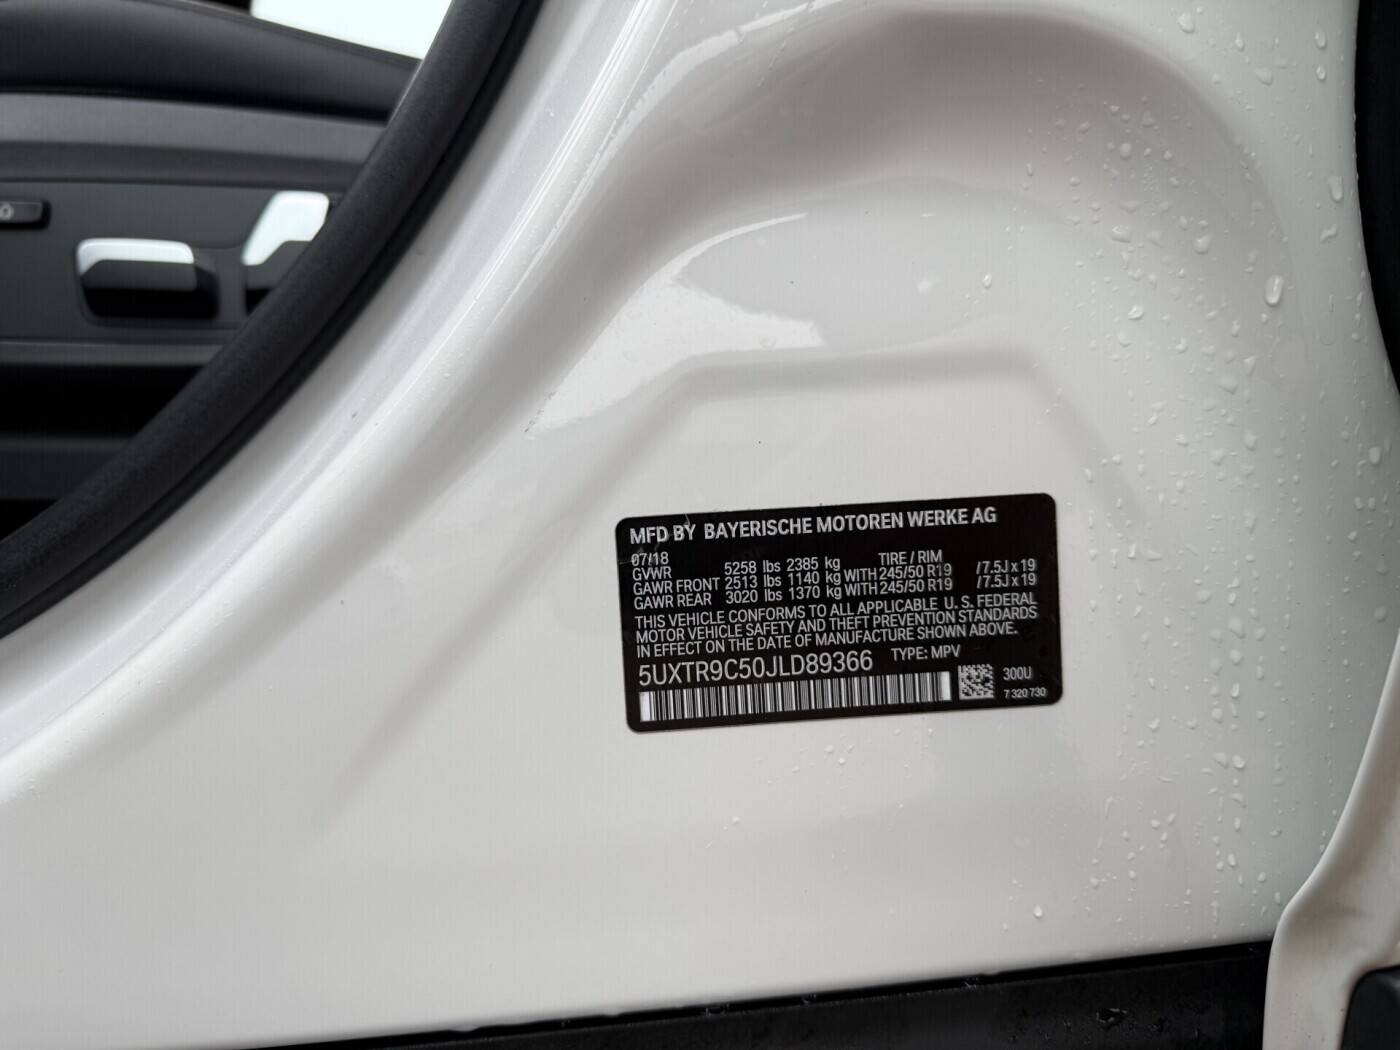 MFD BY BAYERISCHE MOTOREN WERKE AG
07/18
GVWR 5258 lbs 2385 kg TIRE / RIM
GAWR FRONT 2513 lbs 1140 kg WITH 245/50 R19 /7.5J x 19
GAWR REAR 3020 lbs 1370 kg WITH 245/50 R19 /7.5J x 19
THIS VEHICLE CONFORMS TO ALL APPLICABLE U. S. FEDERAL
MOTOR VEHICLE SAFETY AND THEFT PREVENTION STANDARDS
IN EFFECT ON THE DATE OF MANUFACTURE SHOWN ABOVE.
5UXTR9C50JLD89366 TYPE: MPV
300U
7 320 730